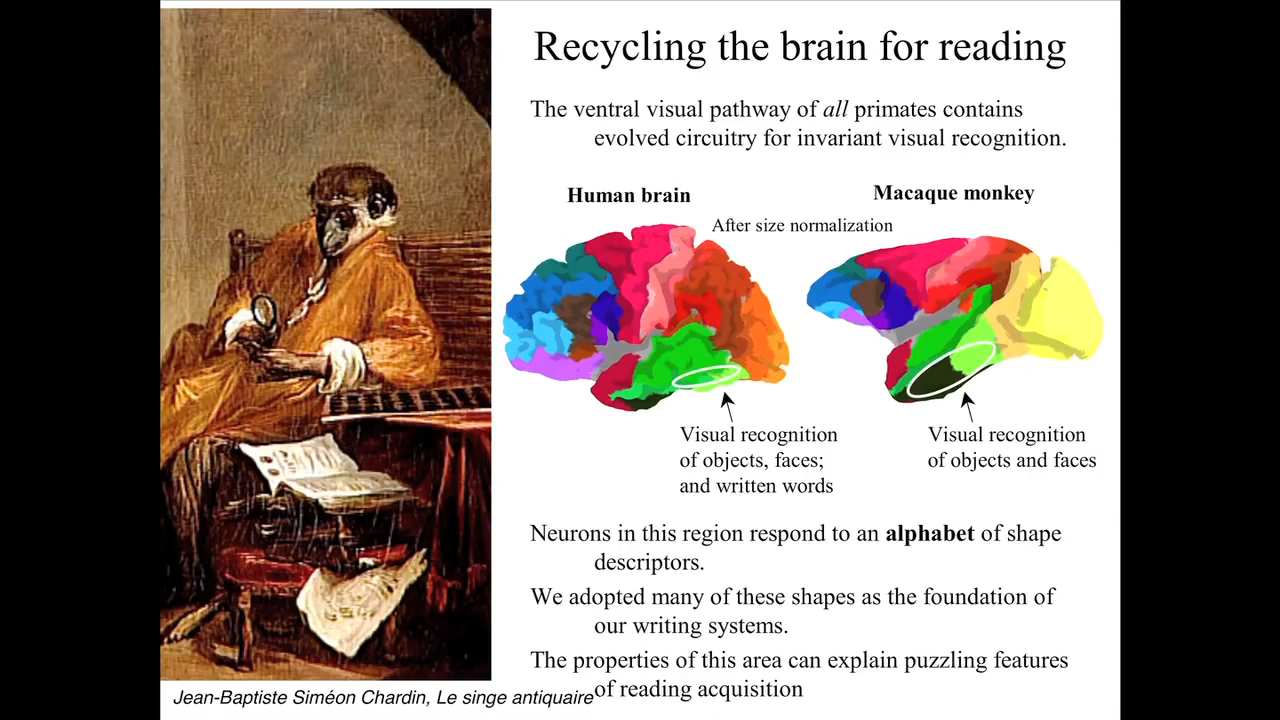 Recycling the brain for reading
The ventral visual pathway of all primates contains
evolved circuitry for invariant visual recognition.
Human brain
Macaque monkey
After size normalization
Visual recognition
of objects, faces;
and written words
Visual recognition
of objects and faces
Neurons in this region respond to an alphabet of shape
descriptors.
We adopted many of these shapes as the foundation of
our writing systems.
The properties of this area can explain puzzling features
of reading acquisition
Jean-Baptiste Siméon Chardin, Le singe antiquaire